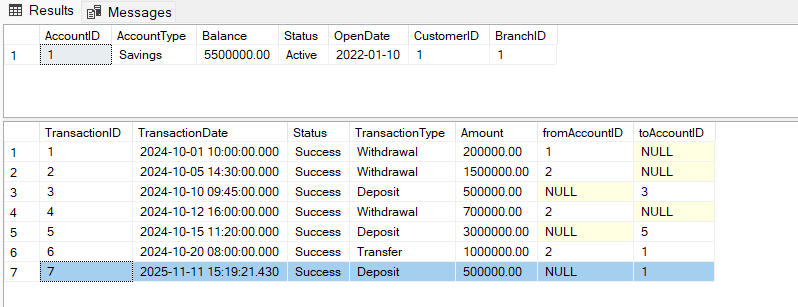 Results Messages
AccountID AccountType Balance Status OpenDate CustomerID BranchID
1 1 Savings 5500000.00 Active 2022-01-10 1 1
TransactionID TransactionDate Status TransactionType Amount fromAccountID toAccountID
1 1 2024-10-01 10:00:00.000 Success Withdrawal 200000.00 1 NULL
2 2 2024-10-05 14:30:00.000 Success Withdrawal 1500000.00 2 NULL
3 3 2024-10-10 09:45:00.000 Success Deposit 500000.00 NULL 3
4 4 2024-10-12 16:00:00.000 Success Withdrawal 700000.00 2 NULL
5 5 2024-10-15 11:20:00.000 Success Deposit 3000000.00 NULL 5
6 6 2024-10-20 08:00:00.000 Success Transfer 1000000.00 2 1
7 7 2025-11-11 15:19:21.430 Success Deposit 500000.00 NULL 1